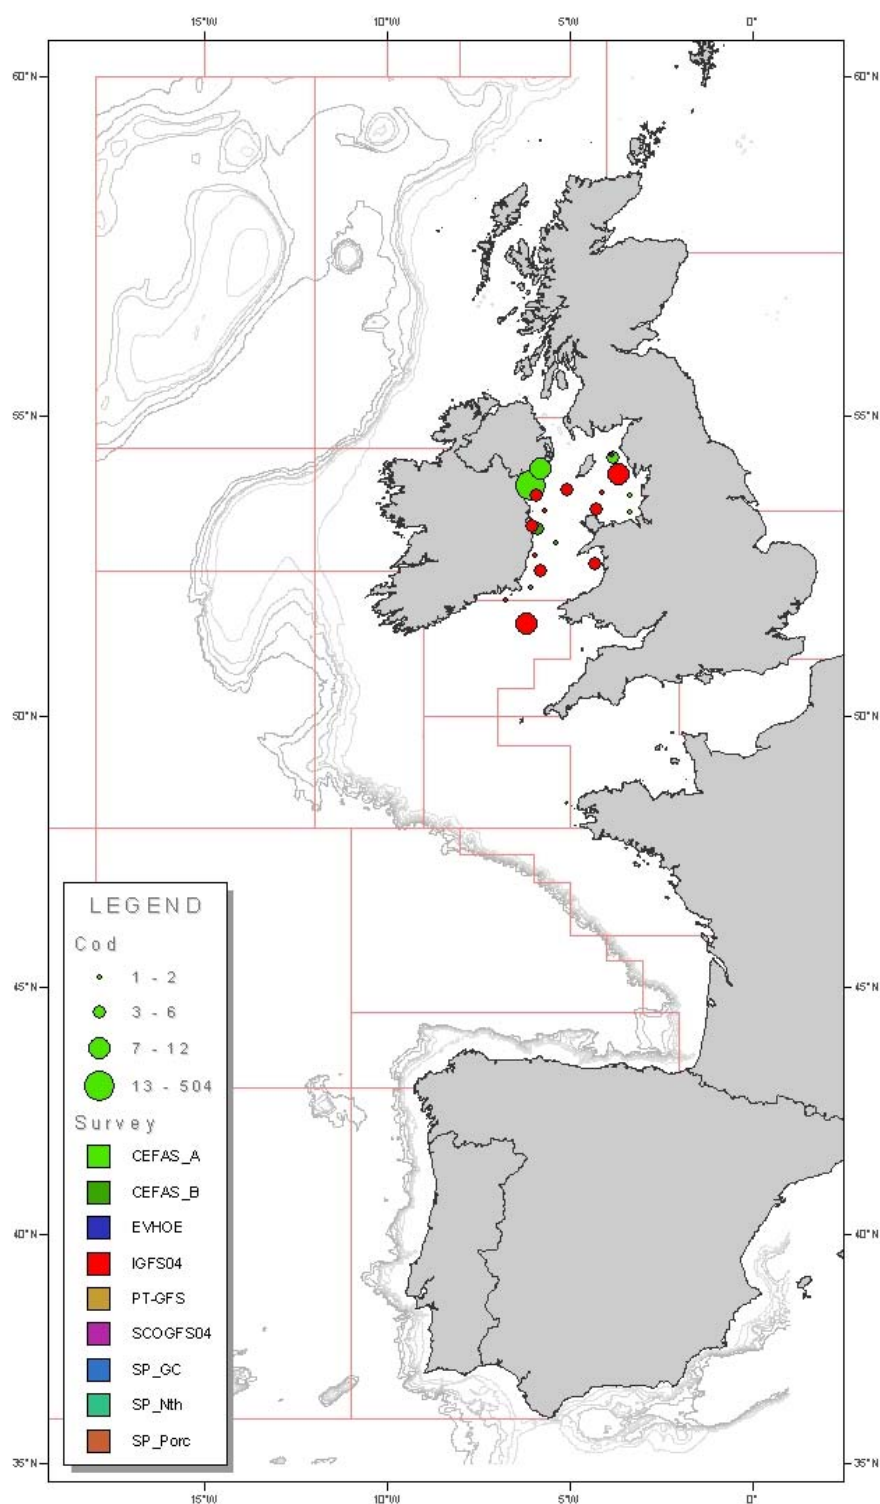 15°W 10°W 5°W 0°
60°N 60°N
55°N 55°N
50°N 50°N
LEGEND
Cod
1 - 2
45°N 45°N
3 - 6
7 - 12
13 - 504
Survey
CEFAS_A
CEFAS_B
EVHOE
40°N 40°N
IGFS04
PT-GFS
SCOGFS04
SP_GC
SP_Nth
SP_Porc
35°N 35°N
15°W 10°W 5°W 0°